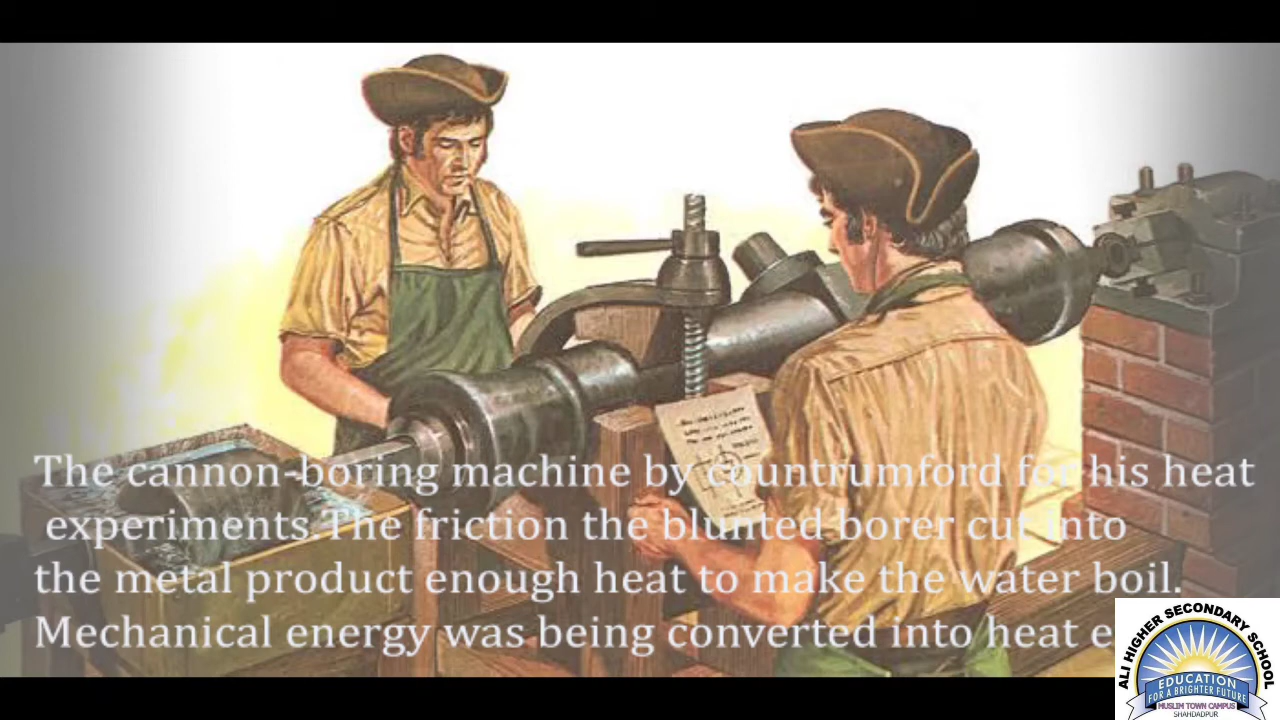 The cannon-boring machine by countrumford for his heat
experiments.The friction the blunted borer cut into
the metal product enough heat to make the water boil.
Mechanical energy was being converted into heat e
ALI HIGHER SECONDARY SCHOOL
EDUCATION
FOR A BRIGHTER FUTURE
MUSLIM TOWN CAMPUS
SHAHDADPUR